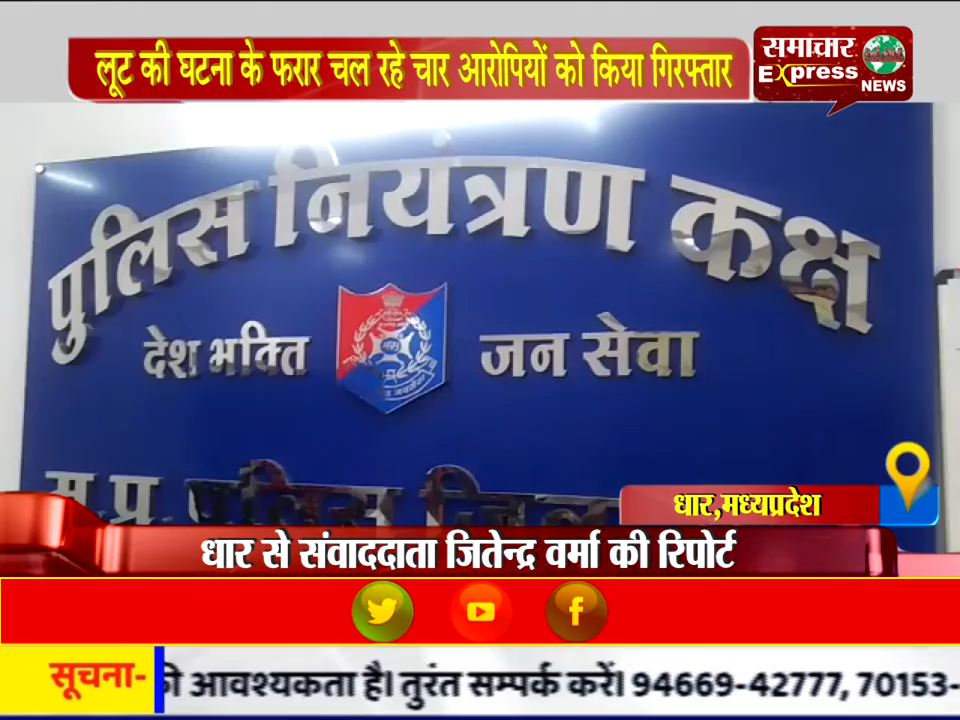 लूट की घटना के फरार चल रहे चार आरोपियों को किया गिरफ्तार
समाचार
Express
NEWS
पुलिस नियंत्रण कक्ष
देश भक्ति
जन सेवा
म.प्र. पुलिस जिला
धार,मध्यप्रदेश
धार से संवाददाता जितेन्द्र वर्मा की रिपोर्ट
सूचना-
की आवश्यकता है। तुरंत सम्पर्क करें। 94669-42777, 70153-